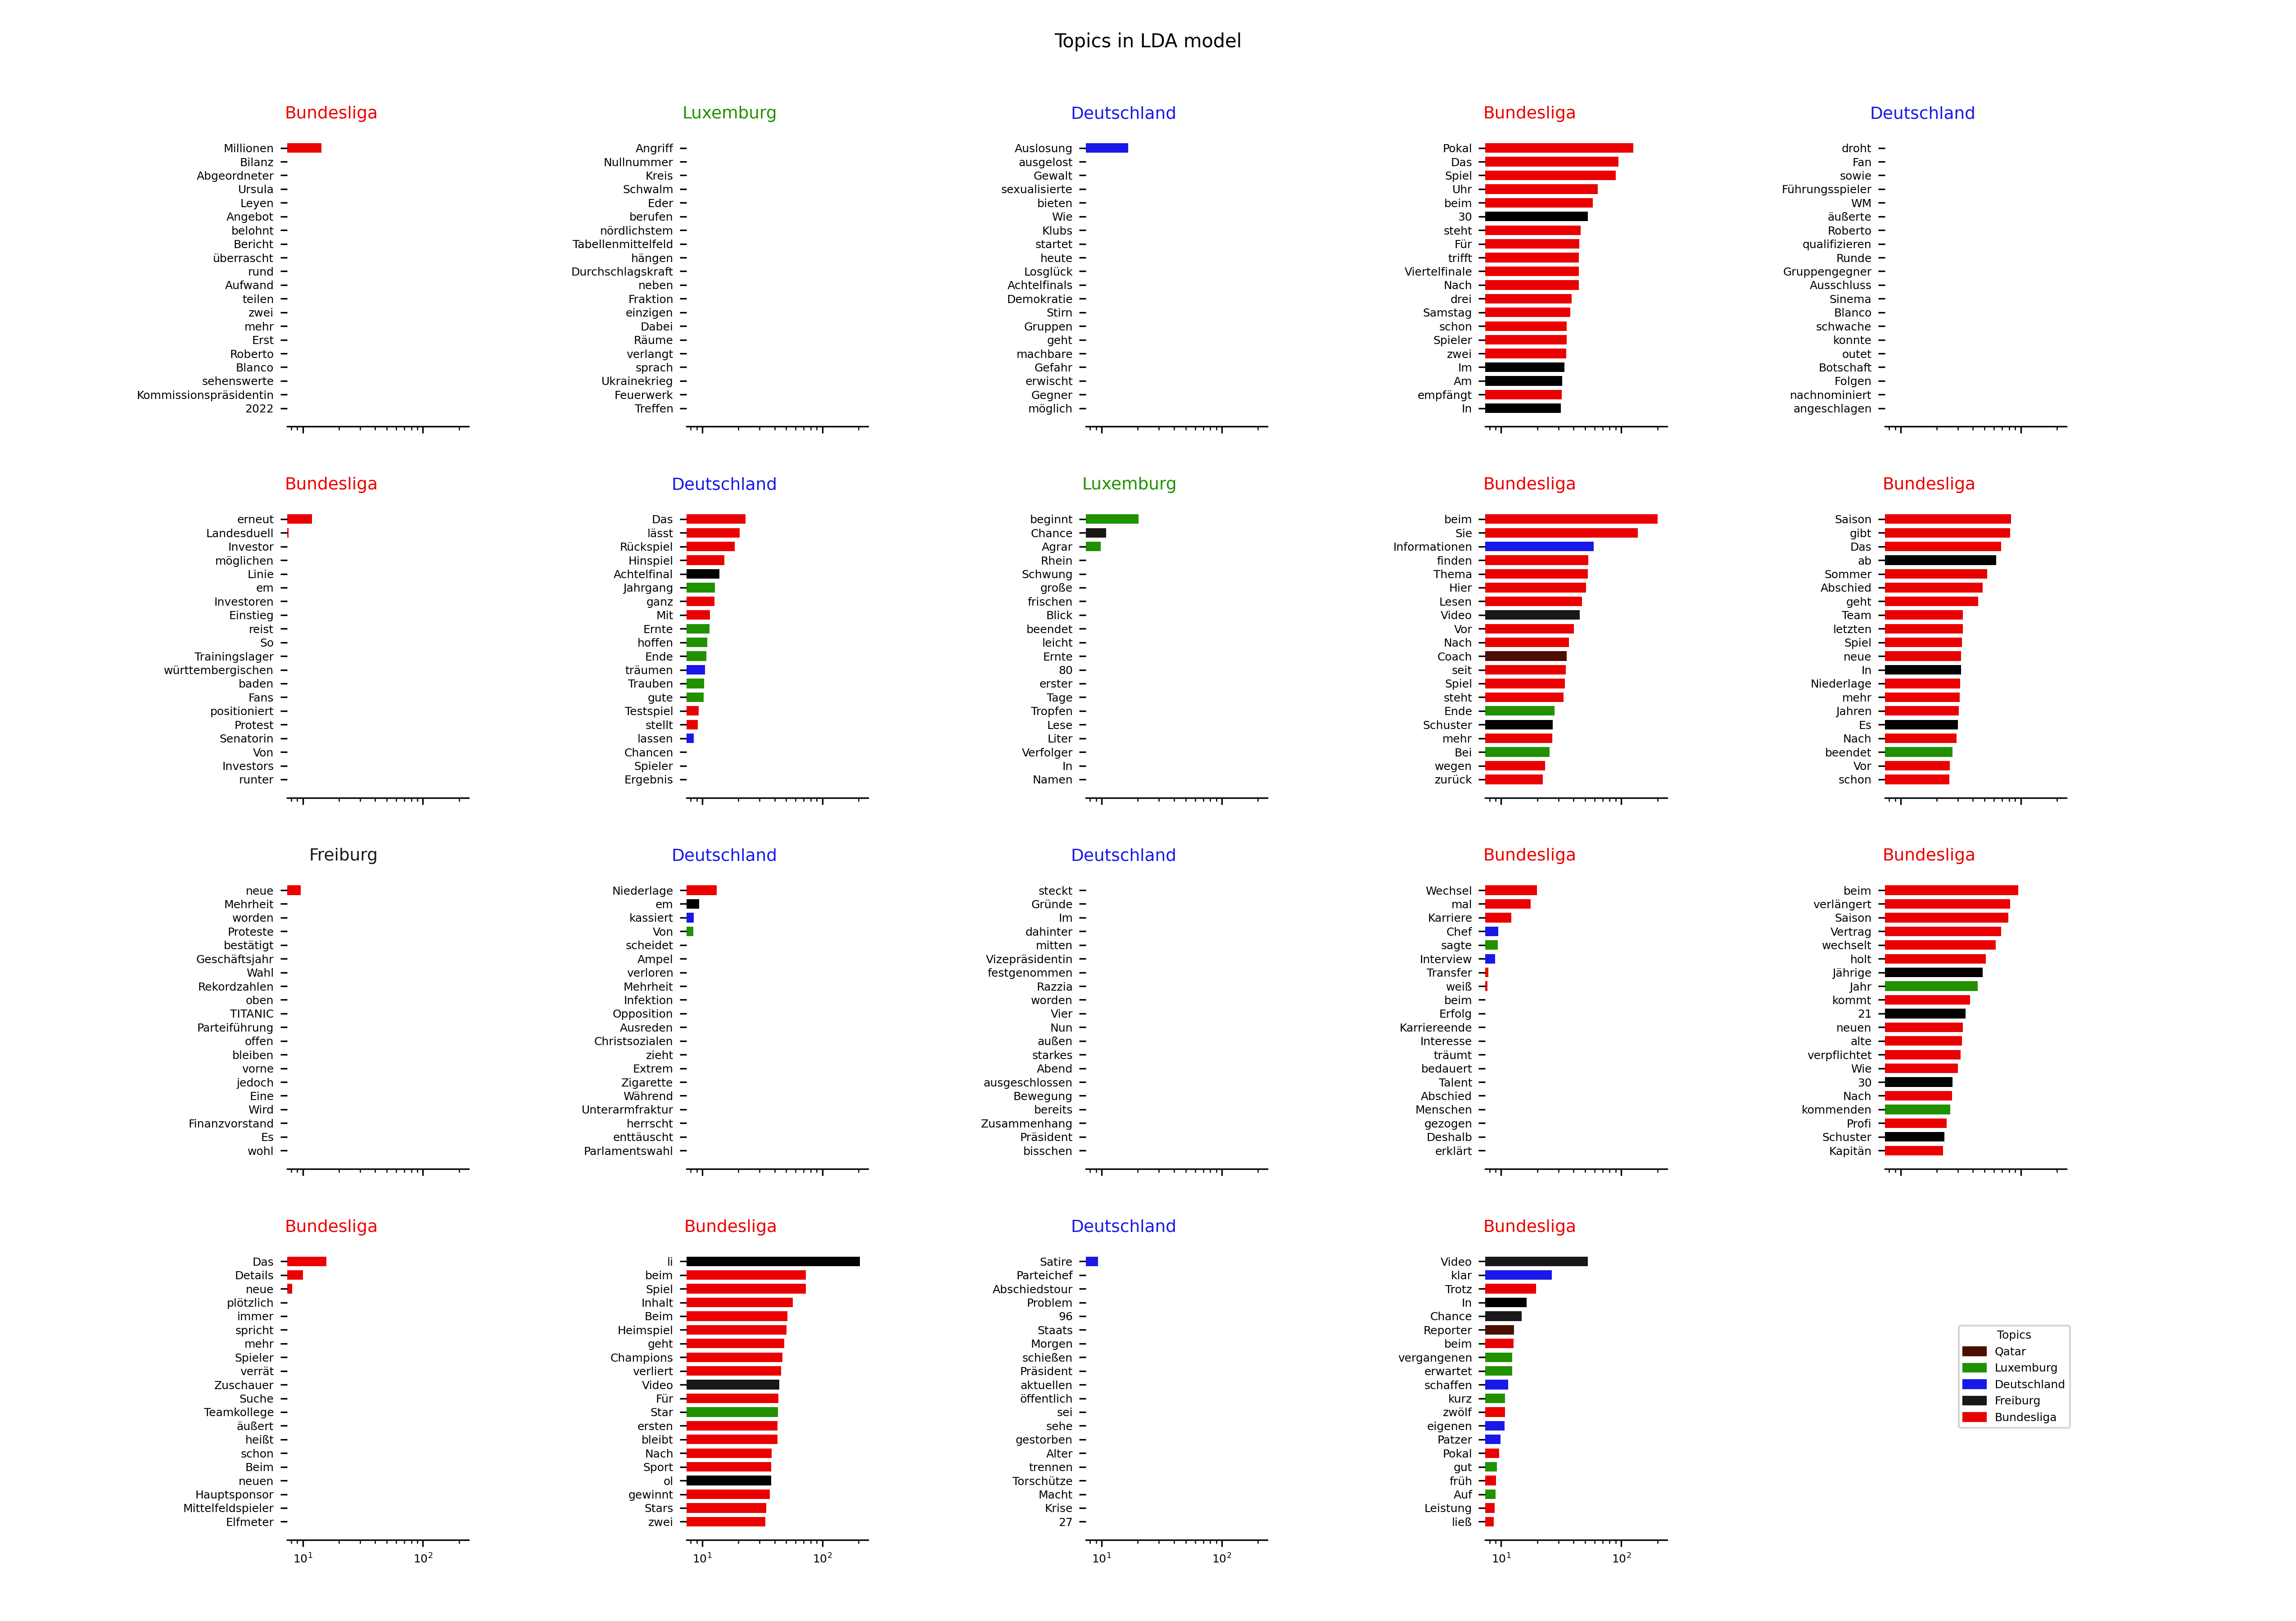 Topics in LDA model
Bundesliga
Millionen
Bilanz
Abgeordneter
Ursula
Leyen
Angebot
belohnt
Bericht
überrascht
rund
Aufwand
teilen
zwei
mehr
Erst
Roberto
Blanco
sehenswerte
Kommissionspräsidentin
2022
Luxemburg
Angriff
Nullnummer
Kreis
Schwalm
Eder
berufen
nördlichstem
Tabellenmittelfeld
hängen
Durchschlagskraft
neben
Fraktion
einzigen
Dabei
Räume
verlangt
sprach
Ukrainekrieg
Feuerwerk
Treffen
Deutschland
Auslosung
ausgelost
Gewalt
sexualisierte
bieten
Wie
Klubs
startet
heute
Losglück
Achtelfinals
Demokratie
Stirn
Gruppen
geht
machbare
Gefahr
erwischt
Gegner
möglich
Bundesliga
Pokal
Das
Spiel
Uhr
beim
30
steht
Für
trifft
Viertelfinale
Nach
drei
Samstag
schon
Spieler
zwei
Im
Am
empfängt
In
Deutschland
droht
Fan
sowie
Führungsspieler
WM
äußerte
Roberto
qualifizieren
Runde
Gruppengegner
Ausschluss
Sinema
Blanco
schwache
konnte
outet
Botschaft
Folgen
nachnominiert
angeschlagen
Bundesliga
erneut
Landesduell
Investor
möglichen
Linie
em
Investoren
Einstieg
reist
So
Trainingslager
württembergischen
baden
Fans
positioniert
Protest
Senatorin
Von
Investors
runter
Deutschland
Das
lässt
Rückspiel
Hinspiel
Achtelfinal
Jahrgang
ganz
Mit
Ernte
hoffen
Ende
träumen
Trauben
gute
Testspiel
stellt
lassen
Chancen
Spieler
Ergebnis
Luxemburg
beginnt
Chance
Agrar
Rhein
Schwung
große
frischen
Blick
beendet
leicht
Ernte
80
erster
Tage
Tropfen
Lese
Liter
Verfolger
In
Namen
Bundesliga
beim
Sie
Informationen
finden
Thema
Hier
Lesen
Video
Vor
Nach
Coach
seit
Spiel
steht
Ende
Schuster
mehr
Bei
wegen
zurück
Bundesliga
Saison
gibt
Das
ab
Sommer
Abschied
geht
Team
letzten
Spiel
neue
In
Niederlage
mehr
Jahren
Es
Nach
beendet
Vor
schon
Freiburg
neue
Mehrheit
worden
Proteste
bestätigt
Geschäftsjahr
Wahl
Rekordzahlen
oben
TITANIC
Parteiführung
offen
bleiben
vorne
jedoch
Eine
Wird
Finanzvorstand
Es
wohl
Deutschland
Niederlage
em
kassiert
Von
scheidet
Ampel
verloren
Mehrheit
Infektion
Opposition
Ausreden
Christsozialen
zieht
Extrem
Zigarette
Während
Unterarmfraktur
herrscht
enttäuscht
Parlamentswahl
Deutschland
steckt
Gründe
Im
dahinter
mitten
Vizepräsidentin
festgenommen
Razzia
worden
Vier
Nun
außen
starkes
Abend
ausgeschlossen
Bewegung
bereits
Zusammenhang
Präsident
bisschen
Bundesliga
Wechsel
mal
Karriere
Chef
sagte
Interview
Transfer
weiß
beim
Erfolg
Karriereende
Interesse
träumt
bedauert
Talent
Abschied
Menschen
gezogen
Deshalb
erklärt
Bundesliga
beim
verlängert
Saison
Vertrag
wechselt
holt
Jährige
Jahr
kommt
21
neuen
alte
verpflichtet
Wie
30
Nach
kommenden
Profi
Schuster
Kapitän
Bundesliga
Das
Details
neue
plötzlich
immer
spricht
mehr
Spieler
verrät
Zuschauer
Suche
Teamkollege
äußert
heißt
schon
Beim
neuen
Hauptsponsor
Mittelfeldspieler
Elfmeter
10¹ 10²
Bundesliga
li
beim
Spiel
Inhalt
Beim
Heimspiel
geht
Champions
verliert
Video
Für
Star
ersten
bleibt
Nach
Sport
ol
gewinnt
Stars
zwei
10¹ 10²
Deutschland
Satire
Parteichef
Abschiedstour
Problem
96
Staats
Morgen
schießen
Präsident
aktuellen
öffentlich
sei
sehe
gestorben
Alter
trennen
Torschütze
Macht
Krise
27
10¹ 10²
Bundesliga
Video
klar
Trotz
In
Chance
Reporter
beim
vergangenen
erwartet
schaffen
kurz
zwölf
eigenen
Patzer
Pokal
gut
früh
Auf
Leistung
ließ
10¹ 10²
Topics
Qatar
Luxemburg
Deutschland
Freiburg
Bundesliga